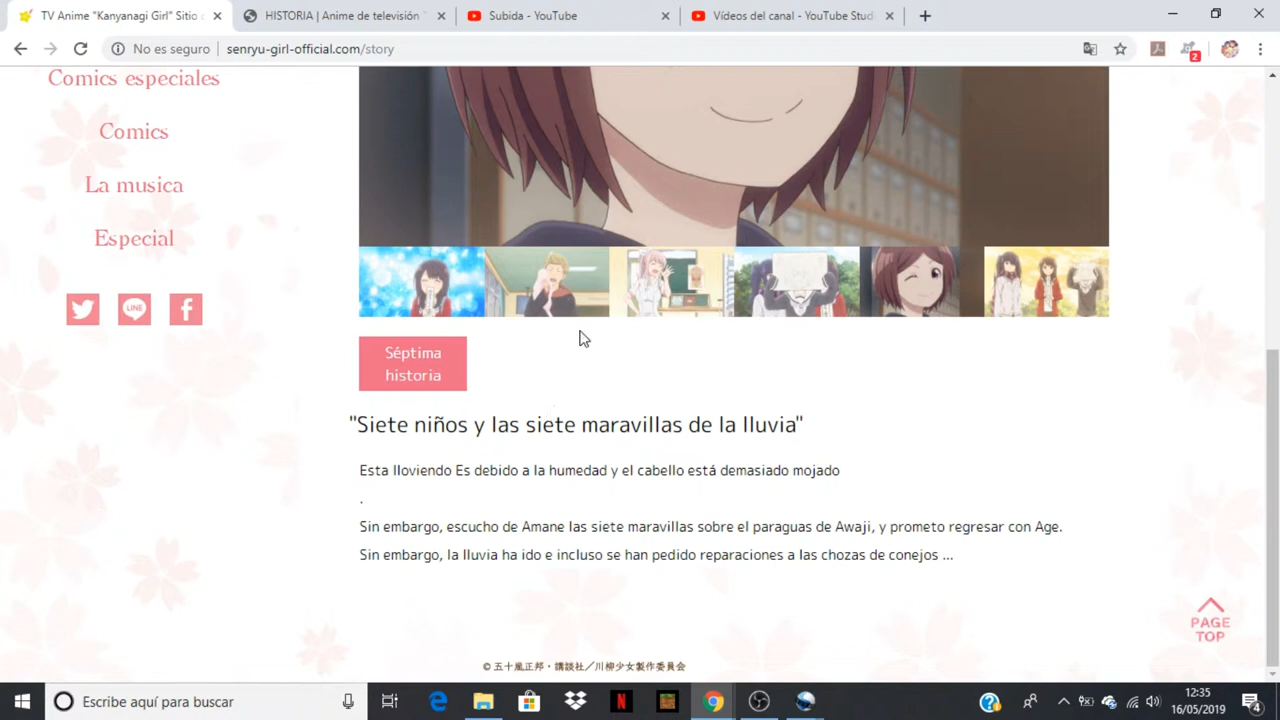 TV Anime "Kanyanagi Girl" Sitio
HISTORIA | Anime de televisión
Subida - YouTube
Vídeos del canal - YouTube Stud
No es seguro
senryu-girl-official.com/story
2
Comics especiales
Comics
La musica
Especial
LINE
Séptima
historia
"Siete niños y las siete maravillas de la lluvia"
Esta lloviendo Es debido a la humedad y el cabello está demasiado mojado
.
Sin embargo, escucho de Amane las siete maravillas sobre el paraguas de Awaji, y prometo regresar con Age.
Sin embargo, la lluvia ha ido e incluso se han pedido reparaciones a las chozas de conejos ...
PAGE
TOP
© 五十嵐正邦・講談社／川柳少女製作委員会
Escribe aquí para buscar
12:35
16/05/2019
4